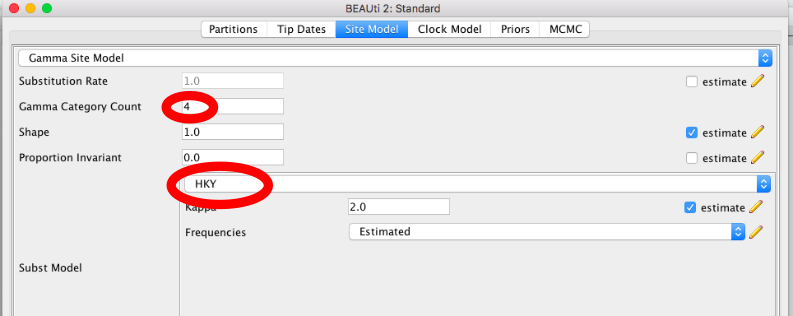 BEAUti 2: Standard
Partitions Tip Dates Site Model Clock Model Priors MCMC
Gamma Site Model
Substitution Rate 1.0 estimate
Gamma Category Count 4
Shape 1.0 estimate
Proportion Invariant 0.0 estimate
HKY
Kappa 2.0 estimate
Frequencies Estimated
Subst Model